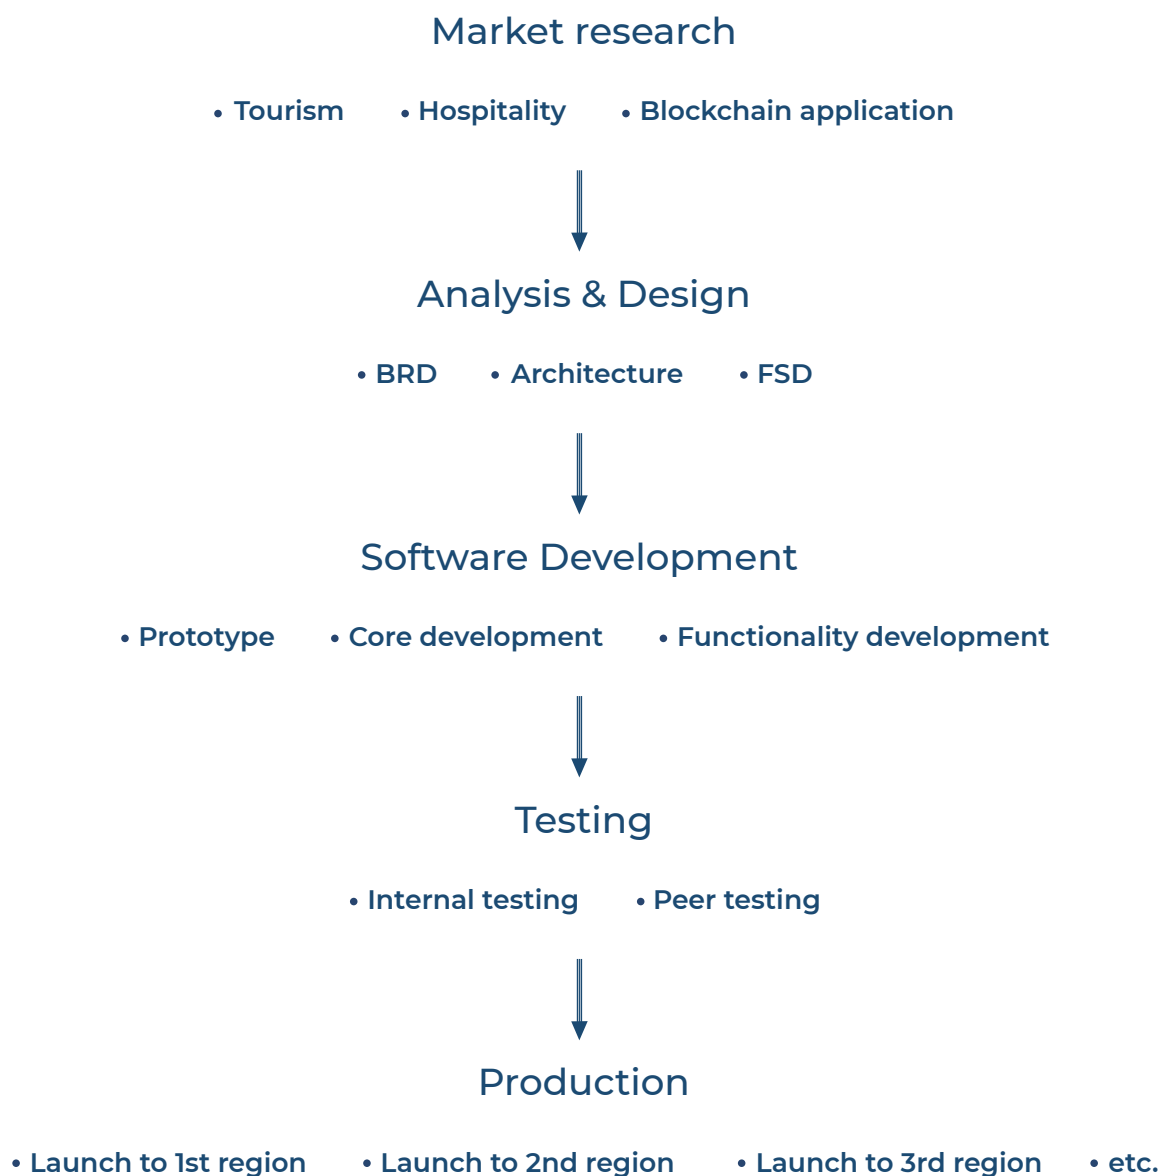 Market research
• Tourism • Hospitality • Blockchain application
Analysis & Design
• BRD • Architecture • FSD
Software Development
• Prototype • Core development • Functionality development
Testing
• Internal testing • Peer testing
Production
• Launch to 1st region • Launch to 2nd region • Launch to 3rd region • etc.